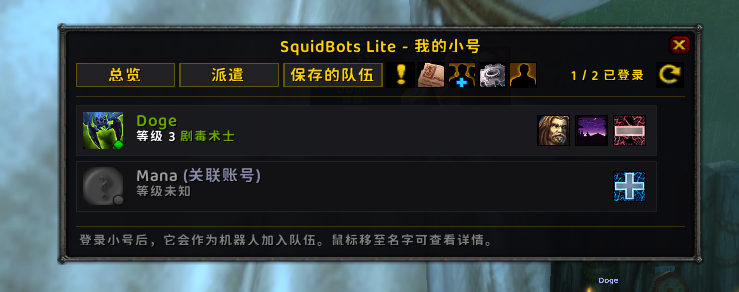 SquidBots Lite - 我的小号
总览 派遣 保存的队伍 1 / 2 已登录
Doge
等级 3 剧毒术士
Mana (关联账号)
等级未知
登录小号后，它会作为机器人加入队伍。鼠标移至名字可查看详情。
Doge